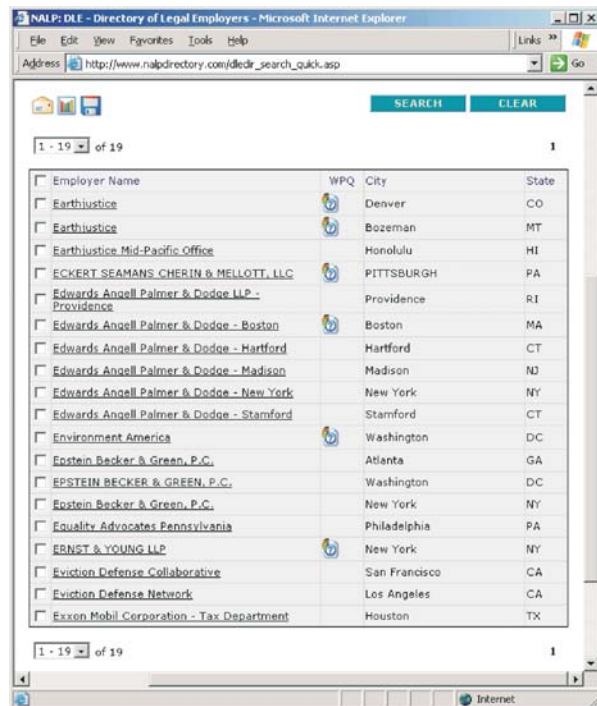 NALP: DLE - Directory of Legal Employers - Microsoft Internet Explorer
File Edit View Favorites Tools Help Links »
Address http://www.nalpdirectory.com/dledir_search_quick.asp Go
SEARCH CLEAR
1 - 19 of 19 1
Employer Name WPQ City State
Earthjustice Denver CO
Earthjustice Bozeman MT
Earthjustice Mid-Pacific Office Honolulu HI
ECKERT SEAMANS CHERIN & MELLOTT, LLC PITTSBURGH PA
Edwards Angell Palmer & Dodge LLP -
Providence Providence RI
Edwards Angell Palmer & Dodge - Boston Boston MA
Edwards Angell Palmer & Dodge - Hartford Hartford CT
Edwards Angell Palmer & Dodge - Madison Madison NJ
Edwards Angell Palmer & Dodge - New York New York NY
Edwards Angell Palmer & Dodge - Stamford Stamford CT
Environment America Washington DC
Epstein Becker & Green, P.C. Atlanta GA
EPSTEIN BECKER & GREEN, P.C. Washington DC
Epstein Becker & Green, P.C. New York NY
Equality Advocates Pennsylvania Philadelphia PA
ERNST & YOUNG LLP New York NY
Eviction Defense Collaborative San Francisco CA
Eviction Defense Network Los Angeles CA
Exxon Mobil Corporation - Tax Department Houston TX
1 - 19 of 19 1
Internet